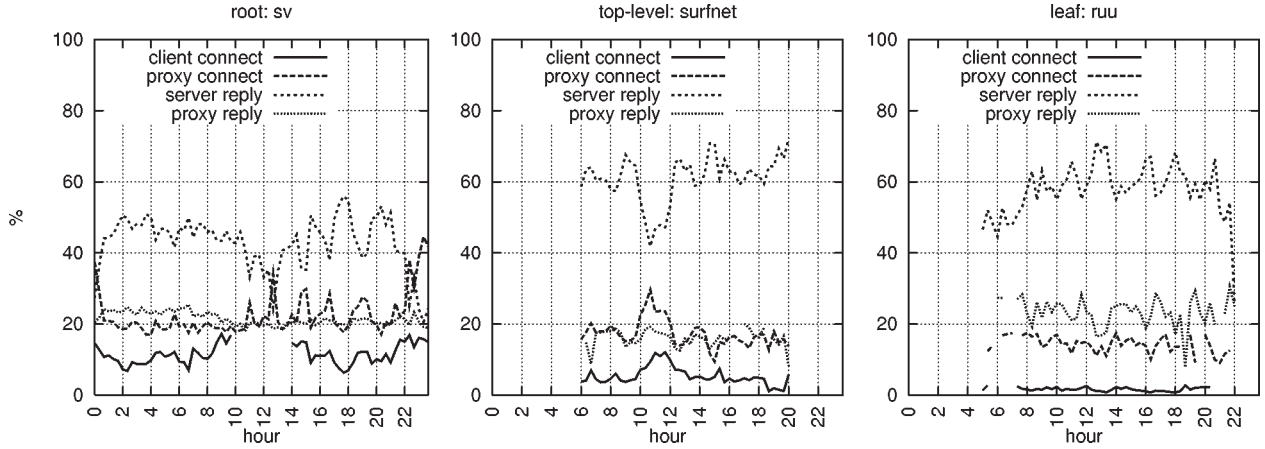 root: sv
100
80
60
40
20
0
%
client connect
proxy connect
server reply
proxy reply
0 2 4 6 8 10 12 14 16 18 20 22
hour
top-level: surfnet
100
80
60
40
20
0
client connect
proxy connect
server reply
proxy reply
0 2 4 6 8 10 12 14 16 18 20 22
hour
leaf: ruu
100
80
60
40
20
0
client connect
proxy connect
server reply
proxy reply
0 2 4 6 8 10 12 14 16 18 20 22
hour